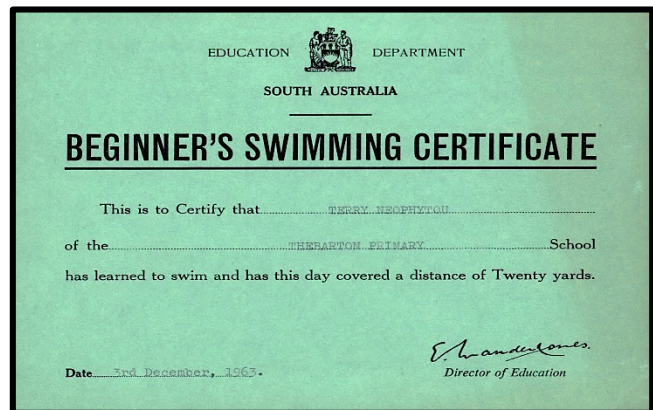 EDUCATION DEPARTMENT
SOUTH AUSTRALIA
BEGINNER'S SWIMMING CERTIFICATE
This is to Certify that TERRY NEOPHYTOU
of the THEBARTON PRIMARY School
has learned to swim and has this day covered a distance of Twenty yards.
Date 3rd December, 1963.
Director of Education